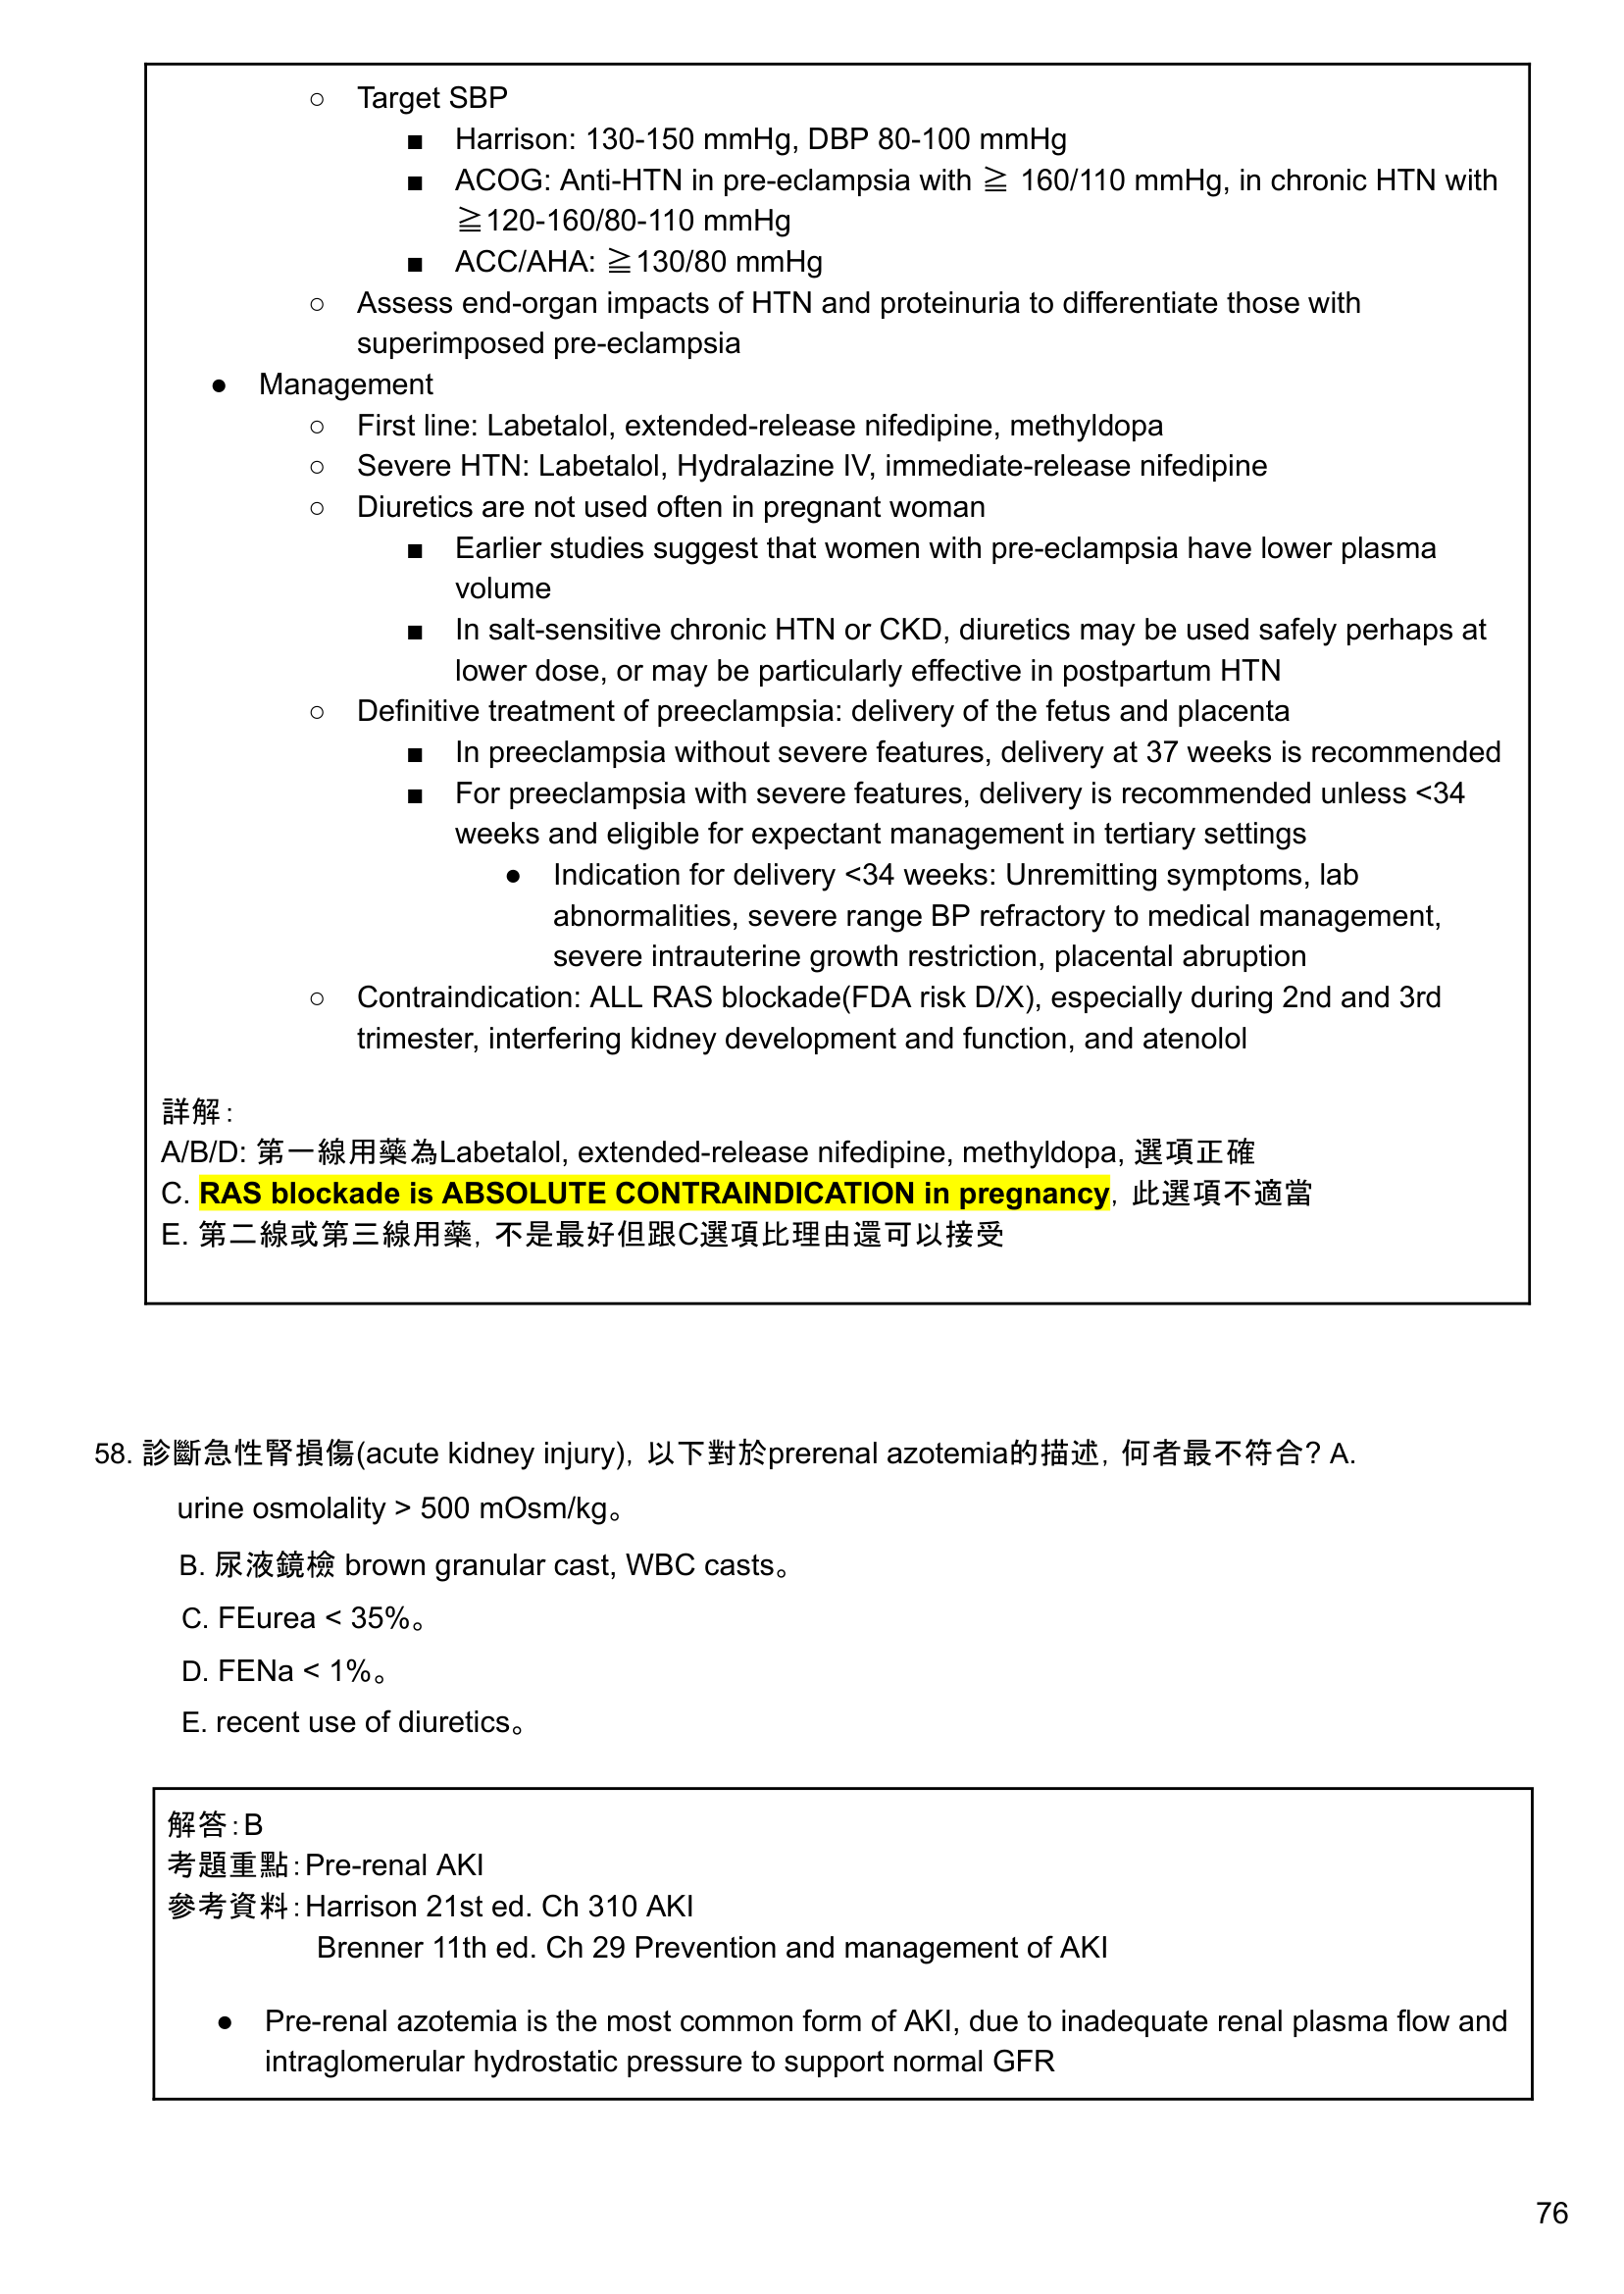 ○ Target SBP
■ Harrison: 130-150 mmHg, DBP 80-100 mmHg
■ ACOG: Anti-HTN in pre-eclampsia with ≧ 160/110 mmHg, in chronic HTN with
≧120-160/80-110 mmHg
■ ACC/AHA: ≧130/80 mmHg
○ Assess end-organ impacts of HTN and proteinuria to differentiate those with
superimposed pre-eclampsia
● Management
○ First line: Labetalol, extended-release nifedipine, methyldopa
○ Severe HTN: Labetalol, Hydralazine IV, immediate-release nifedipine
○ Diuretics are not used often in pregnant woman
■ Earlier studies suggest that women with pre-eclampsia have lower plasma
volume
■ In salt-sensitive chronic HTN or CKD, diuretics may be used safely perhaps at
lower dose, or may be particularly effective in postpartum HTN
○ Definitive treatment of preeclampsia: delivery of the fetus and placenta
■ In preeclampsia without severe features, delivery at 37 weeks is recommended
■ For preeclampsia with severe features, delivery is recommended unless <34
weeks and eligible for expectant management in tertiary settings
● Indication for delivery <34 weeks: Unremitting symptoms, lab
abnormalities, severe range BP refractory to medical management,
severe intrauterine growth restriction, placental abruption
○ Contraindication: ALL RAS blockade(FDA risk D/X), especially during 2nd and 3rd
trimester, interfering kidney development and function, and atenolol
詳解：
A/B/D: 第一線用藥為Labetalol, extended-release nifedipine, methyldopa, 選項正確
C. RAS blockade is ABSOLUTE CONTRAINDICATION in pregnancy，此選項不適當
E. 第二線或第三線用藥，不是最好但跟C選項比理由還可以接受
58. 診斷急性腎損傷(acute kidney injury)，以下對於prerenal azotemia的描述，何者最不符合? A.
urine osmolality > 500 mOsm/kg。
B. 尿液鏡檢 brown granular cast, WBC casts。
C. FEurea < 35%。
D. FENa < 1%。
E. recent use of diuretics。
解答：B
考題重點：Pre-renal AKI
參考資料：Harrison 21st ed. Ch 310 AKI
Brenner 11th ed. Ch 29 Prevention and management of AKI
● Pre-renal azotemia is the most common form of AKI, due to inadequate renal plasma flow and
intraglomerular hydrostatic pressure to support normal GFR
76